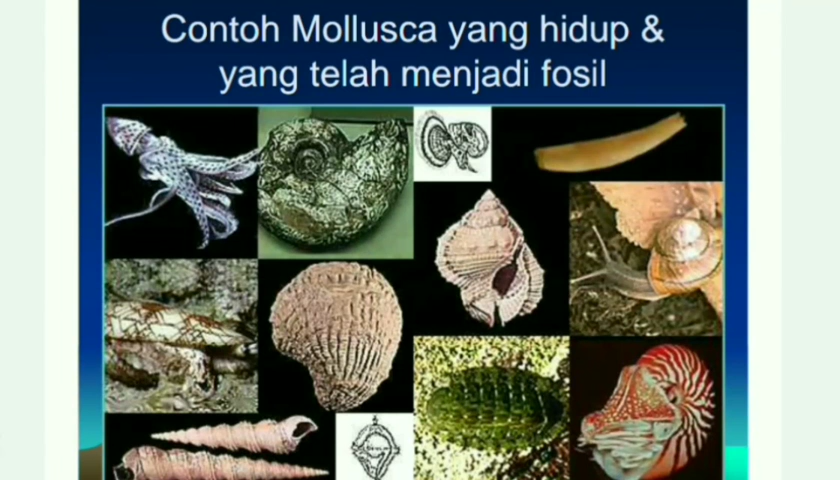 Contoh Mollusca yang hidup &
yang telah menjadi fosil